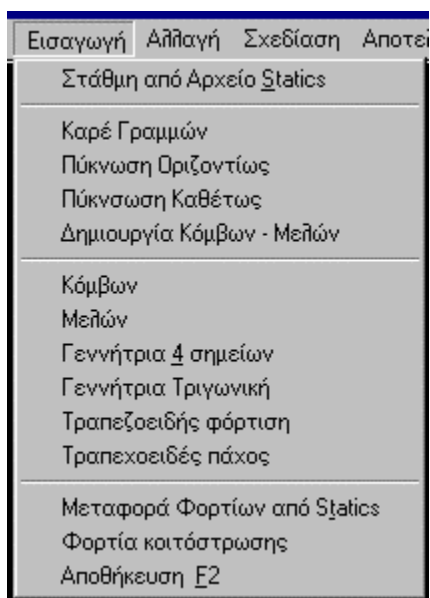 Εισαγωγή Αλλαγή Σχεδίαση Αποτελ
Στάθμη από Αρχείο Statics
Καρέ Γραμμών
Πύκνωση Οριζοντίως
Πύκνσωση Καθέτως
Δημιουργία Κόμβων - Μελών
Κόμβων
Μελών
Γεννήτρια 4 σημείων
Γεννήτρια Τριγωνική
Τραπεζοειδής φόρτιση
Τραπεχοειδές πάχος
Μεταφορά Φορτίων από Statics
Φορτία κοιτόστρωσης
Αποθήκευση F2